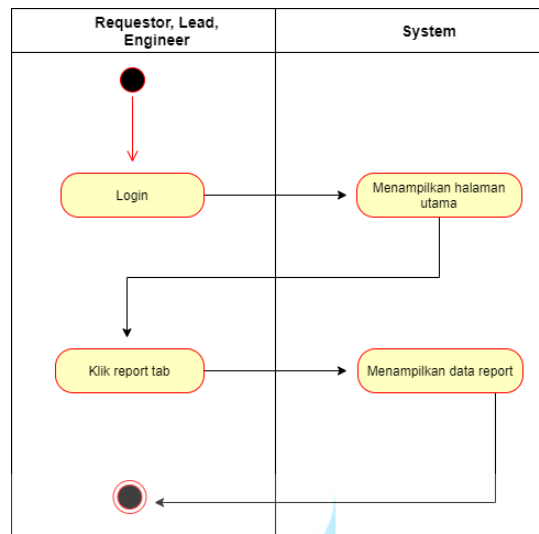 Requestor, Lead,
Engineer
System
Login
Menampilkan halaman
utama
Klik report tab
Menampilkan data report